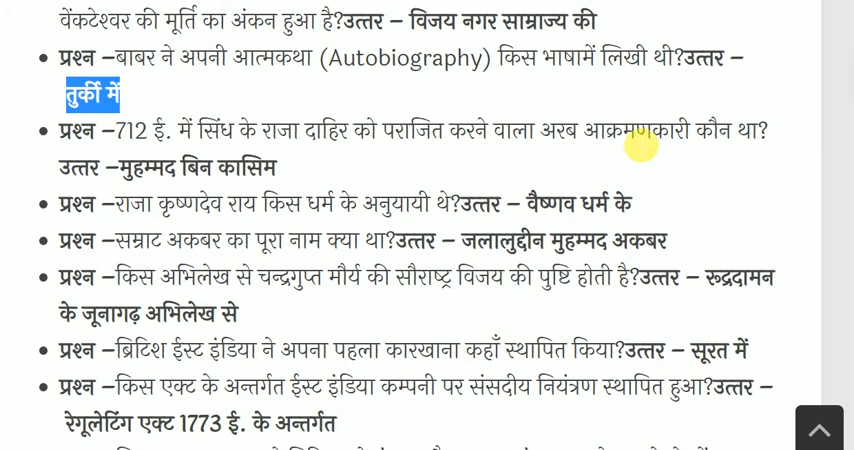 वेंकटेश्वर की मूर्ति का अंकन हुआ है?उत्तर – विजय नगर साम्राज्य की
• प्रश्न –बाबर ने अपनी आत्मकथा (Autobiography) किस भाषामें लिखी थी?उत्तर –
तुर्की में
• प्रश्न –712 ई. में सिंध के राजा दाहिर को पराजित करने वाला अरब आक्रमणकारी कौन था?
उत्तर –मुहम्मद बिन कासिम
• प्रश्न –राजा कृष्णदेव राय किस धर्म के अनुयायी थे?उत्तर – वैष्णव धर्म के
• प्रश्न –सम्राट अकबर का पूरा नाम क्या था?उत्तर – जलालुद्दीन मुहम्मद अकबर
• प्रश्न –किस अभिलेख से चन्द्रगुप्त मौर्य की सौराष्ट्र विजय की पुष्टि होती है?उत्तर – रूद्रदामन
के जूनागढ़ अभिलेख से
• प्रश्न –ब्रिटिश ईस्ट इंडिया ने अपना पहला कारखाना कहाँ स्थापित किया?उत्तर – सूरत में
• प्रश्न –किस एक्ट के अन्तर्गत ईस्ट इंडिया कम्पनी पर संसदीय नियंत्रण स्थापित हुआ?उत्तर –
रेगूलेटिंग एक्ट 1773 ई. के अन्तर्गत